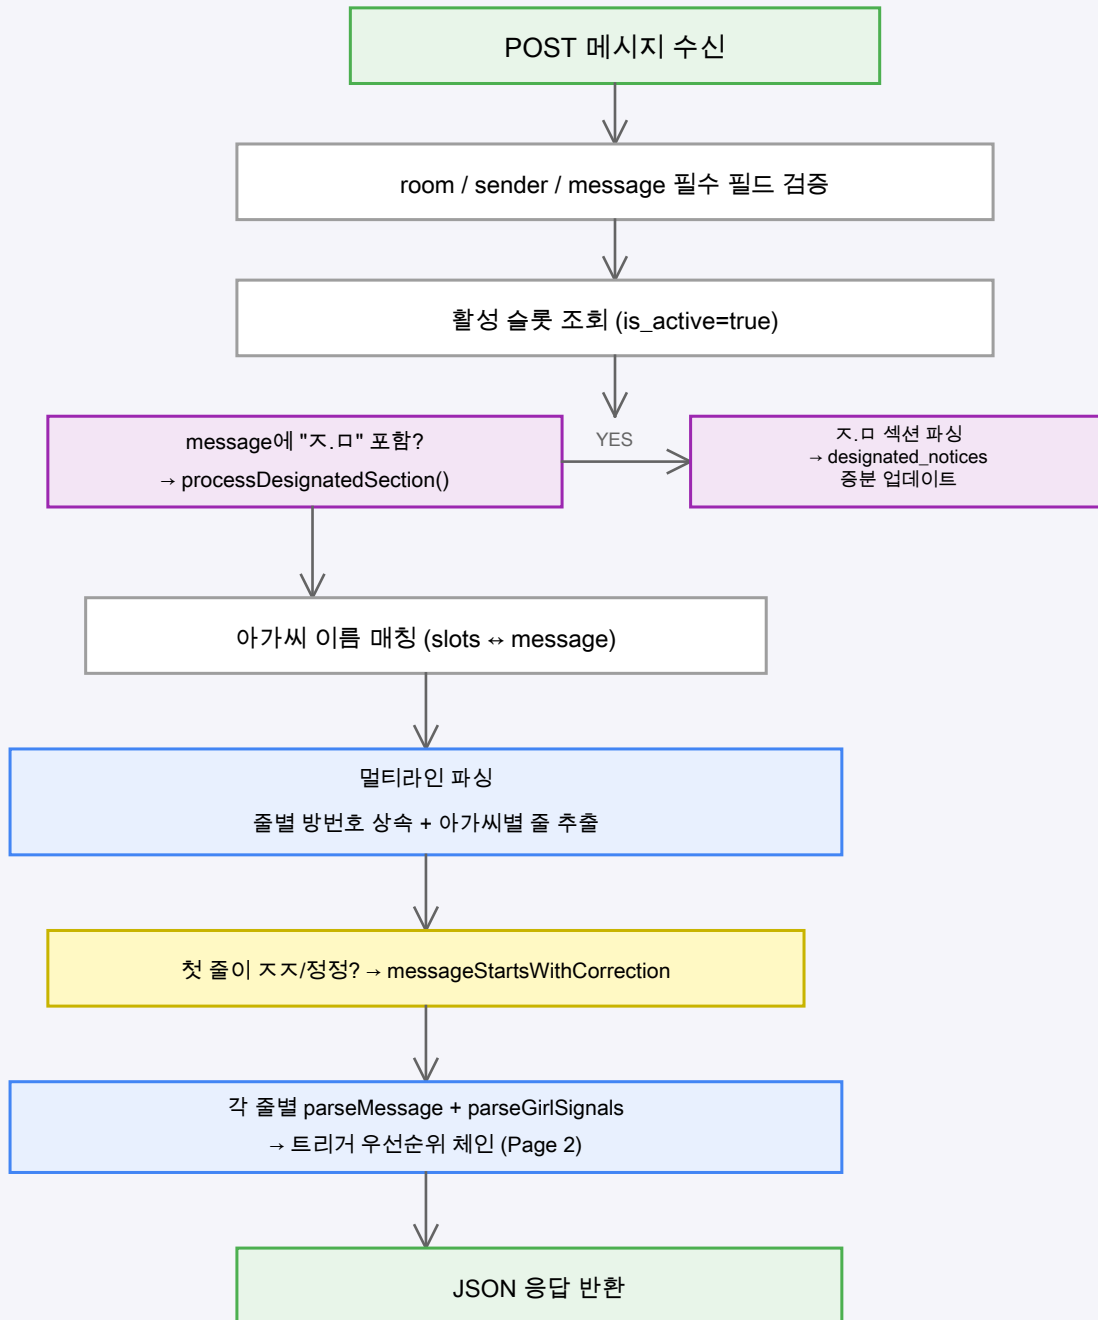 POST 메시지 수신
room / sender / message 필수 필드 검증
활성 슬롯 조회 (is_active=true)
message에 "ㅈ.ㅁ" 포함?
→ processDesignatedSection()
YES
ㅈ.ㅁ 섹션 파싱
→ designated_notices
증분 업데이트
아가씨 이름 매칭 (slots ↔ message)
멀티라인 파싱
줄별 방번호 상속 + 아가씨별 줄 추출
첫 줄이 ㅈㅈ/정정? → messageStartsWithCorrection
각 줄별 parseMessage + parseGirlSignals
→ 트리거 우선순위 체인 (Page 2)
JSON 응답 반환